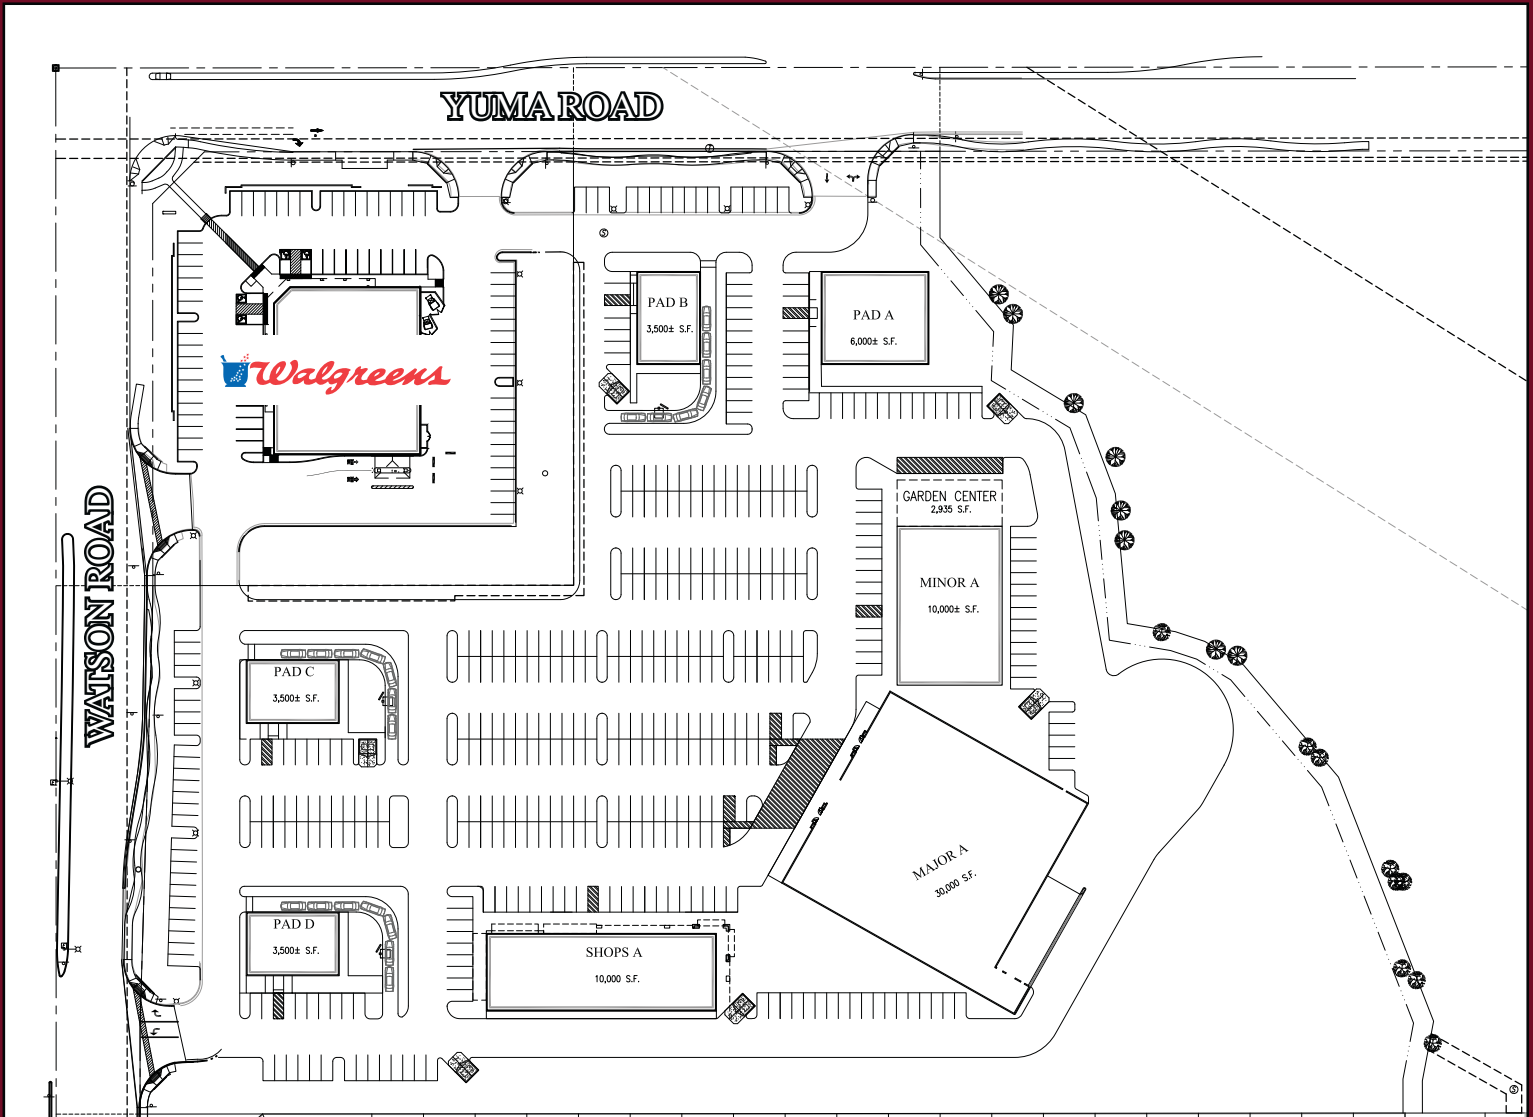 YUMA ROAD
PAD B
3,500± S.F.
PAD A
6,000± S.F.
Walgreens
GARDEN CENTER
2,935 S.F.
WATSON ROAD
MINOR A
10,000± S.F.
PAD C
3,500± S.F.
MAJOR A
30,000 S.F.
PAD D
3,500± S.F.
SHOPS A
10,000 S.F.